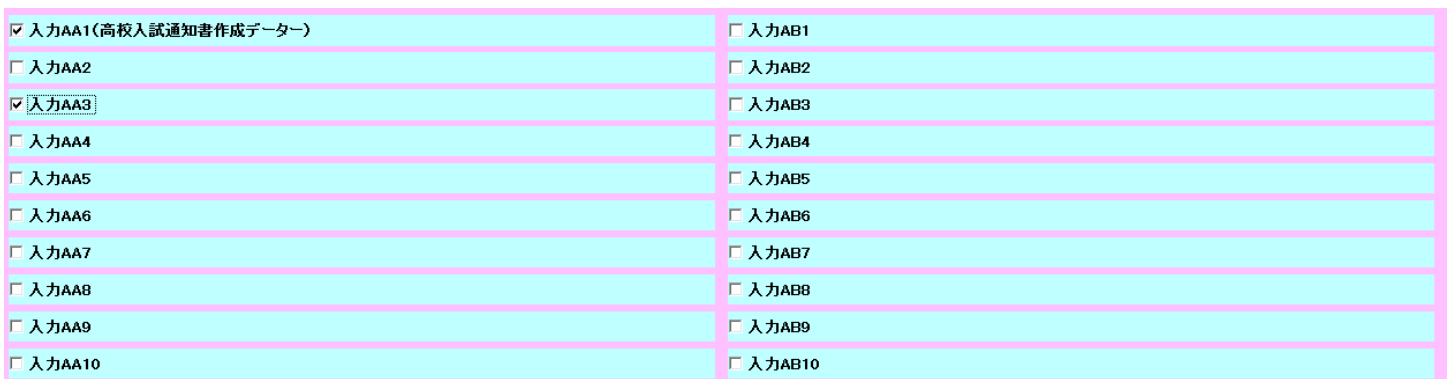 入力AA1(高校入試通知書作成データー)
入力AA2
入力AA3
入力AA4
入力AA5
入力AA6
入力AA7
入力AA8
入力AA9
入力AA10
入力AB1
入力AB2
入力AB3
入力AB4
入力AB5
入力AB6
入力AB7
入力AB8
入力AB9
入力AB10